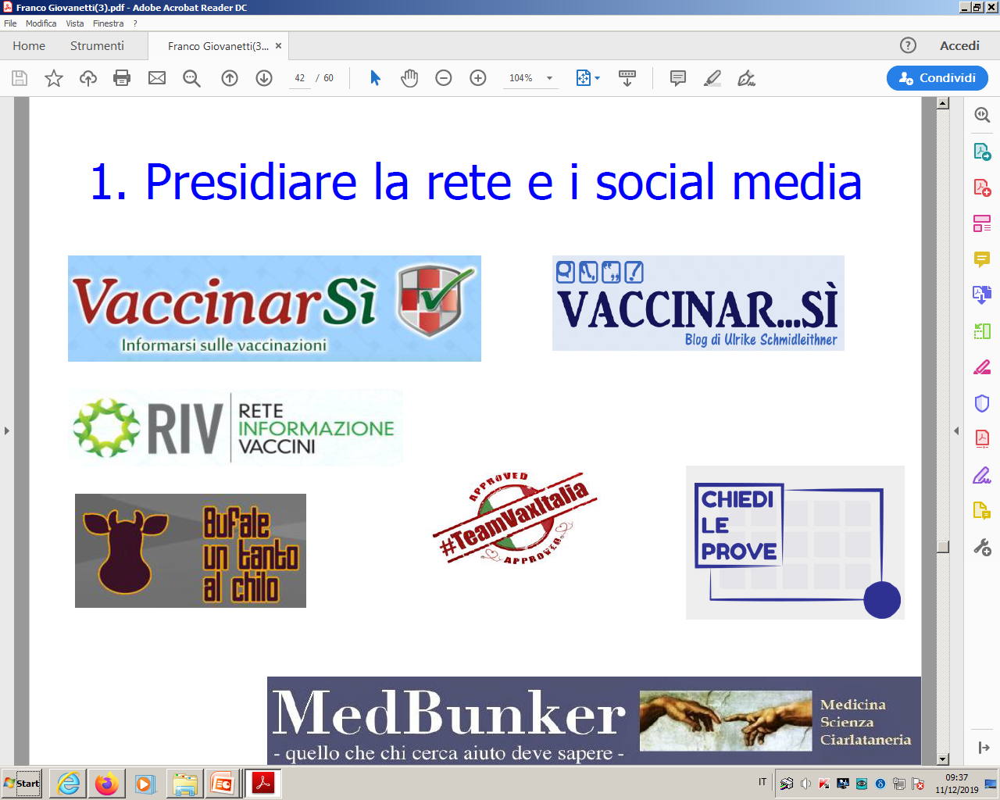 Franco Giovanetti(3).pdf - Adobe Acrobat Reader DC
File Modifica Vista Finestra ?
Home Strumenti Franco Giovanetti(3... × Accedi
42 / 60 104% Condividi
1. Presidiare la rete e i social media
VaccinarSì
Informarsi sulle vaccinazioni
VACCINAR...SÌ
Blog di Ulrike Schmidleithner
RIV
RETE
INFORMAZIONE
VACCINI
Bufale
un tanto
al chilo
APPROVED
#TeamVaxItalia
APPROVED
CHIEDI
LE
PROVE
MedBunker
- quello che chi cerca aiuto deve sapere -
Medicina
Scienza
Ciarlataneria
Start
IT
09:37
11/12/2019